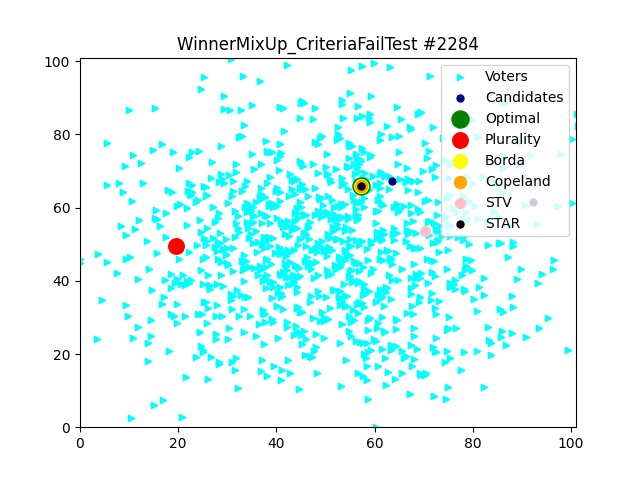 WinnerMixUp_CriteriaFailTest #2284
100
80
60
40
20
0
0
20
40
60
80
100
Voters
Candidates
Optimal
Plurality
Borda
Copeland
STV
STAR